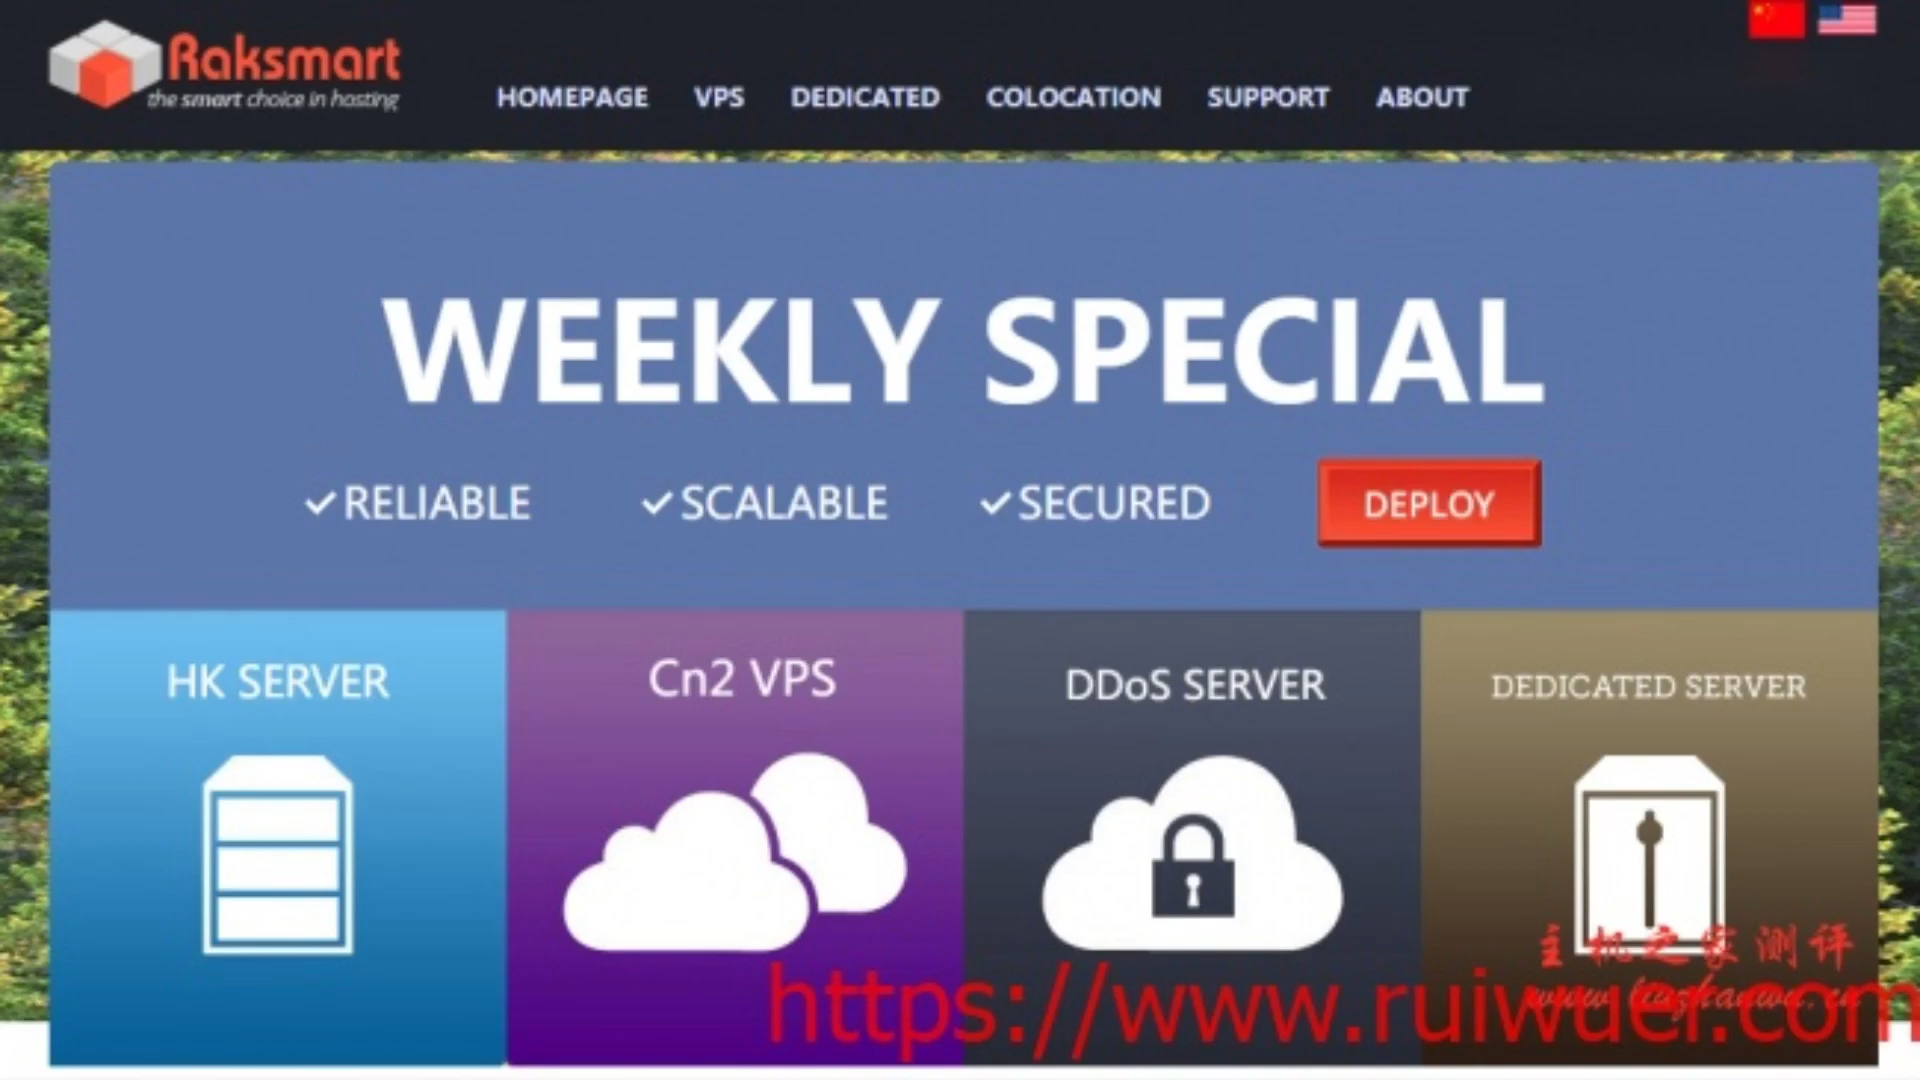 Raksmart
the smart choice in hosting
HOMEPAGE VPS DEDICATED COLOCATION SUPPORT ABOUT
WEEKLY SPECIAL
✓RELIABLE ✓SCALABLE ✓SECURED DEPLOY
HK SERVER
Cn2 VPS
DDoS SERVER
DEDICATED SERVER
主机之家测评
https://www.ruiwuer.com